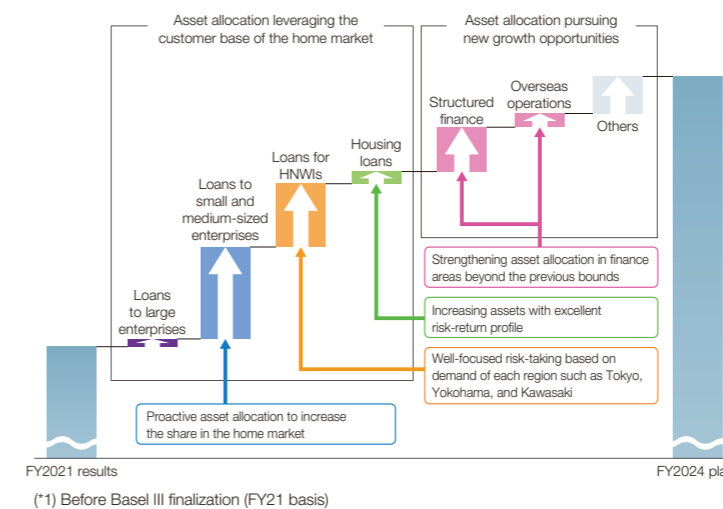 Asset allocation leveraging the
customer base of the home market
Asset allocation pursuing
new growth opportunities
Loans
to large
enterprises
Loans to
small and
medium-sized
enterprises
Loans for
HNWIs
Housing
loans
Structured
finance
Overseas
operations
Others
Strengthening asset allocation in finance
areas beyond the previous bounds
Increasing assets with excellent
risk-return profile
Well-focused risk-taking based on
demand of each region such as Tokyo,
Yokohama, and Kawasaki
Proactive asset allocation to increase
the share in the home market
FY2021 results
FY2024 pla
(*1) Before Basel III finalization (FY21 basis)